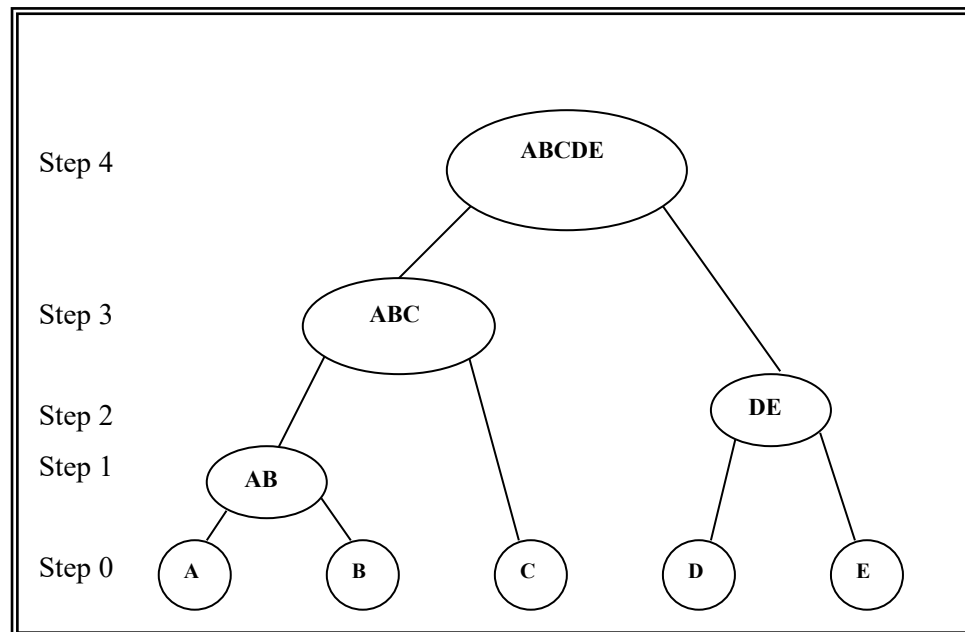 ABCDE
Step 4
ABC
Step 3
DE
Step 2
Step 1
AB
Step 0
A
B
C
D
E